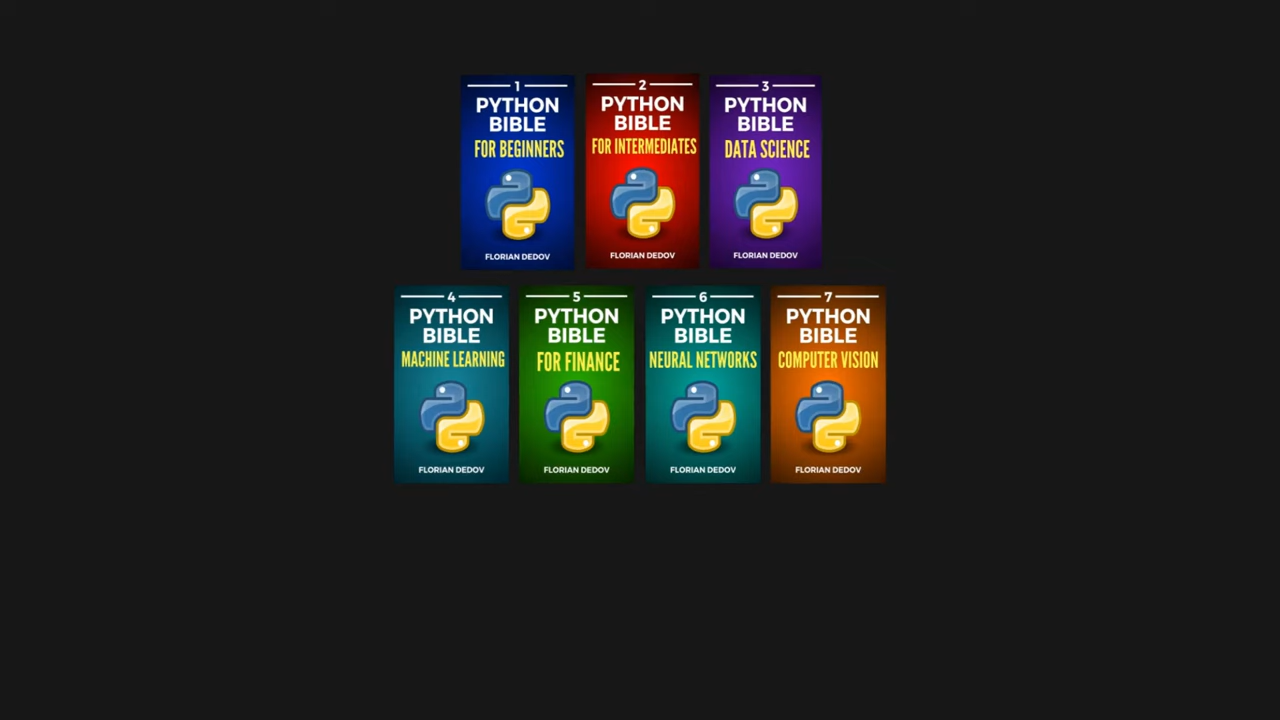 1
PYTHON
BIBLE
FOR BEGINNERS
FLORIAN DEDOV
2
PYTHON
BIBLE
FOR INTERMEDIATES
FLORIAN DEDOV
3
PYTHON
BIBLE
DATA SCIENCE
FLORIAN DEDOV
4
PYTHON
BIBLE
MACHINE LEARNING
FLORIAN DEDOV
5
PYTHON
BIBLE
FOR FINANCE
FLORIAN DEDOV
6
PYTHON
BIBLE
NEURAL NETWORKS
FLORIAN DEDOV
7
PYTHON
BIBLE
COMPUTER VISION
FLORIAN DEDOV